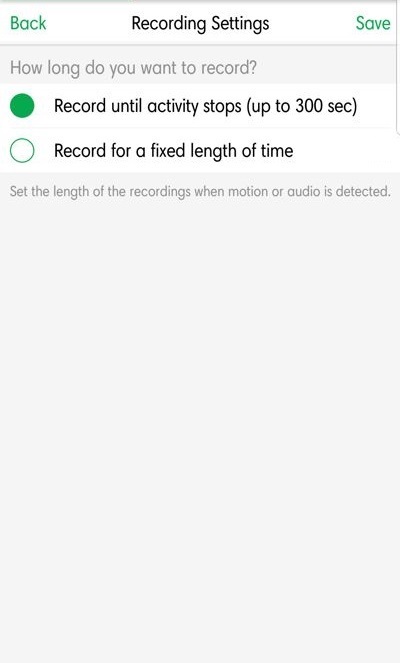 Back Recording Settings Save
How long do you want to record?
Record until activity stops (up to 300 sec)
Record for a fixed length of time
Set the length of the recordings when motion or audio is detected.